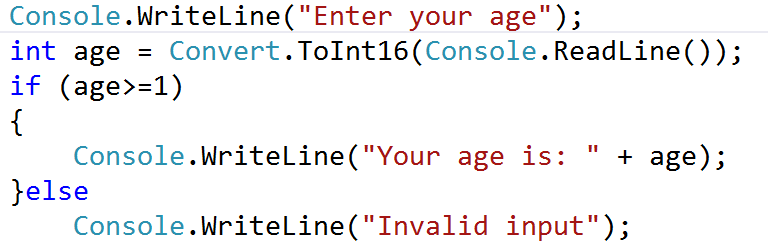 Console.WriteLine("Enter your age");
int age = Convert.ToInt16(Console.ReadLine());
if (age>=1)
{
    Console.WriteLine("Your age is: " + age);
}else
    Console.WriteLine("Invalid input");